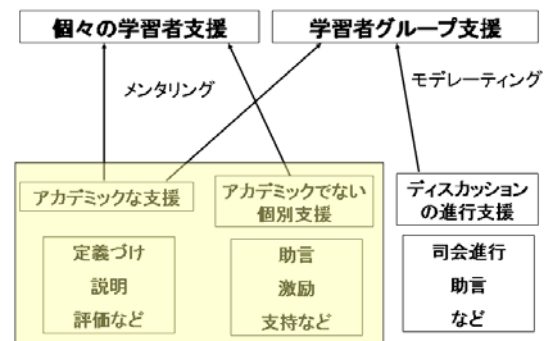 個々の学習者支援
学習者グループ支援
メンタリング
モデレーティング
アカデミックな支援
アカデミックでない
個別支援
ディスカッション
の進行支援
定義づけ
説明
評価など
助言
激励
支持など
司会進行
助言
など